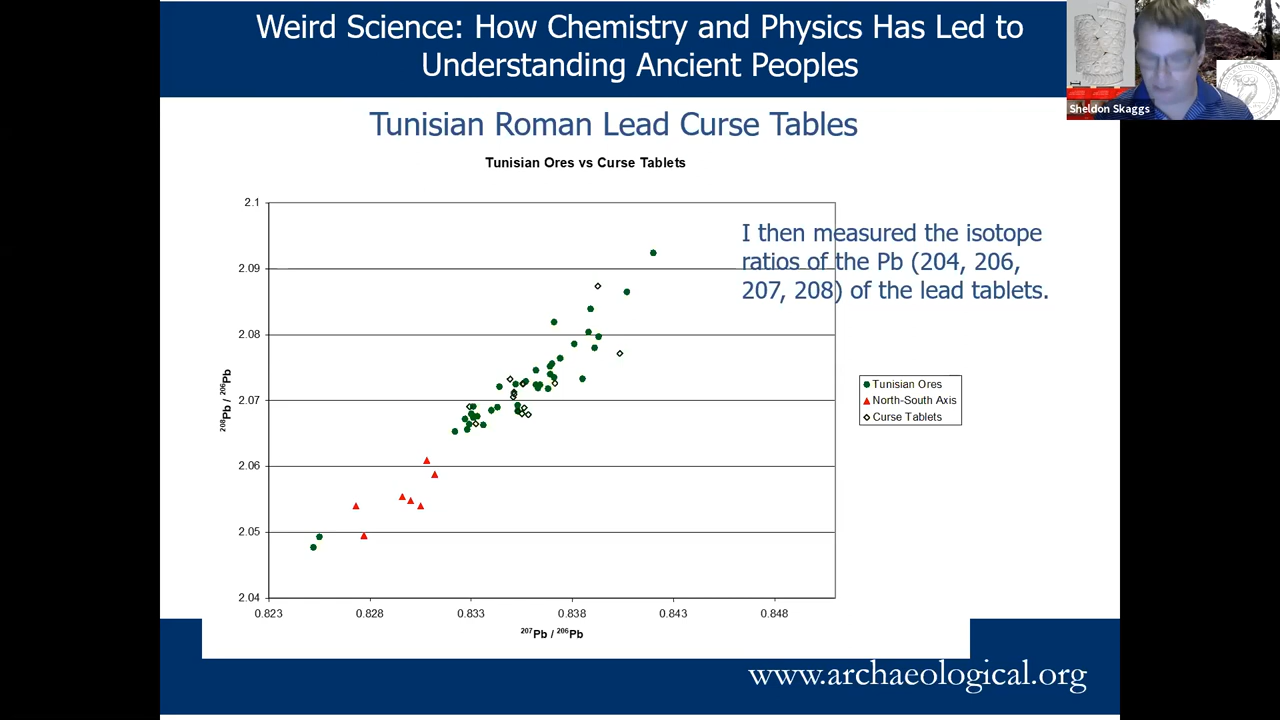 Weird Science: How Chemistry and Physics Has Led to
Understanding Ancient Peoples
Sheldon Skaggs
Tunisian Roman Lead Curse Tables
Tunisian Ores vs Curse Tablets
I then measured the isotope
ratios of the Pb (204, 206,
207, 208) of the lead tablets.
2.1
2.09
2.08
2.07
2.06
2.05
2.04
208Pb / 206Pb
0.823
0.828
0.833
0.838
0.843
0.848
207Pb / 206Pb
Tunisian Ores
North-South Axis
Curse Tablets
www.archaeological.org